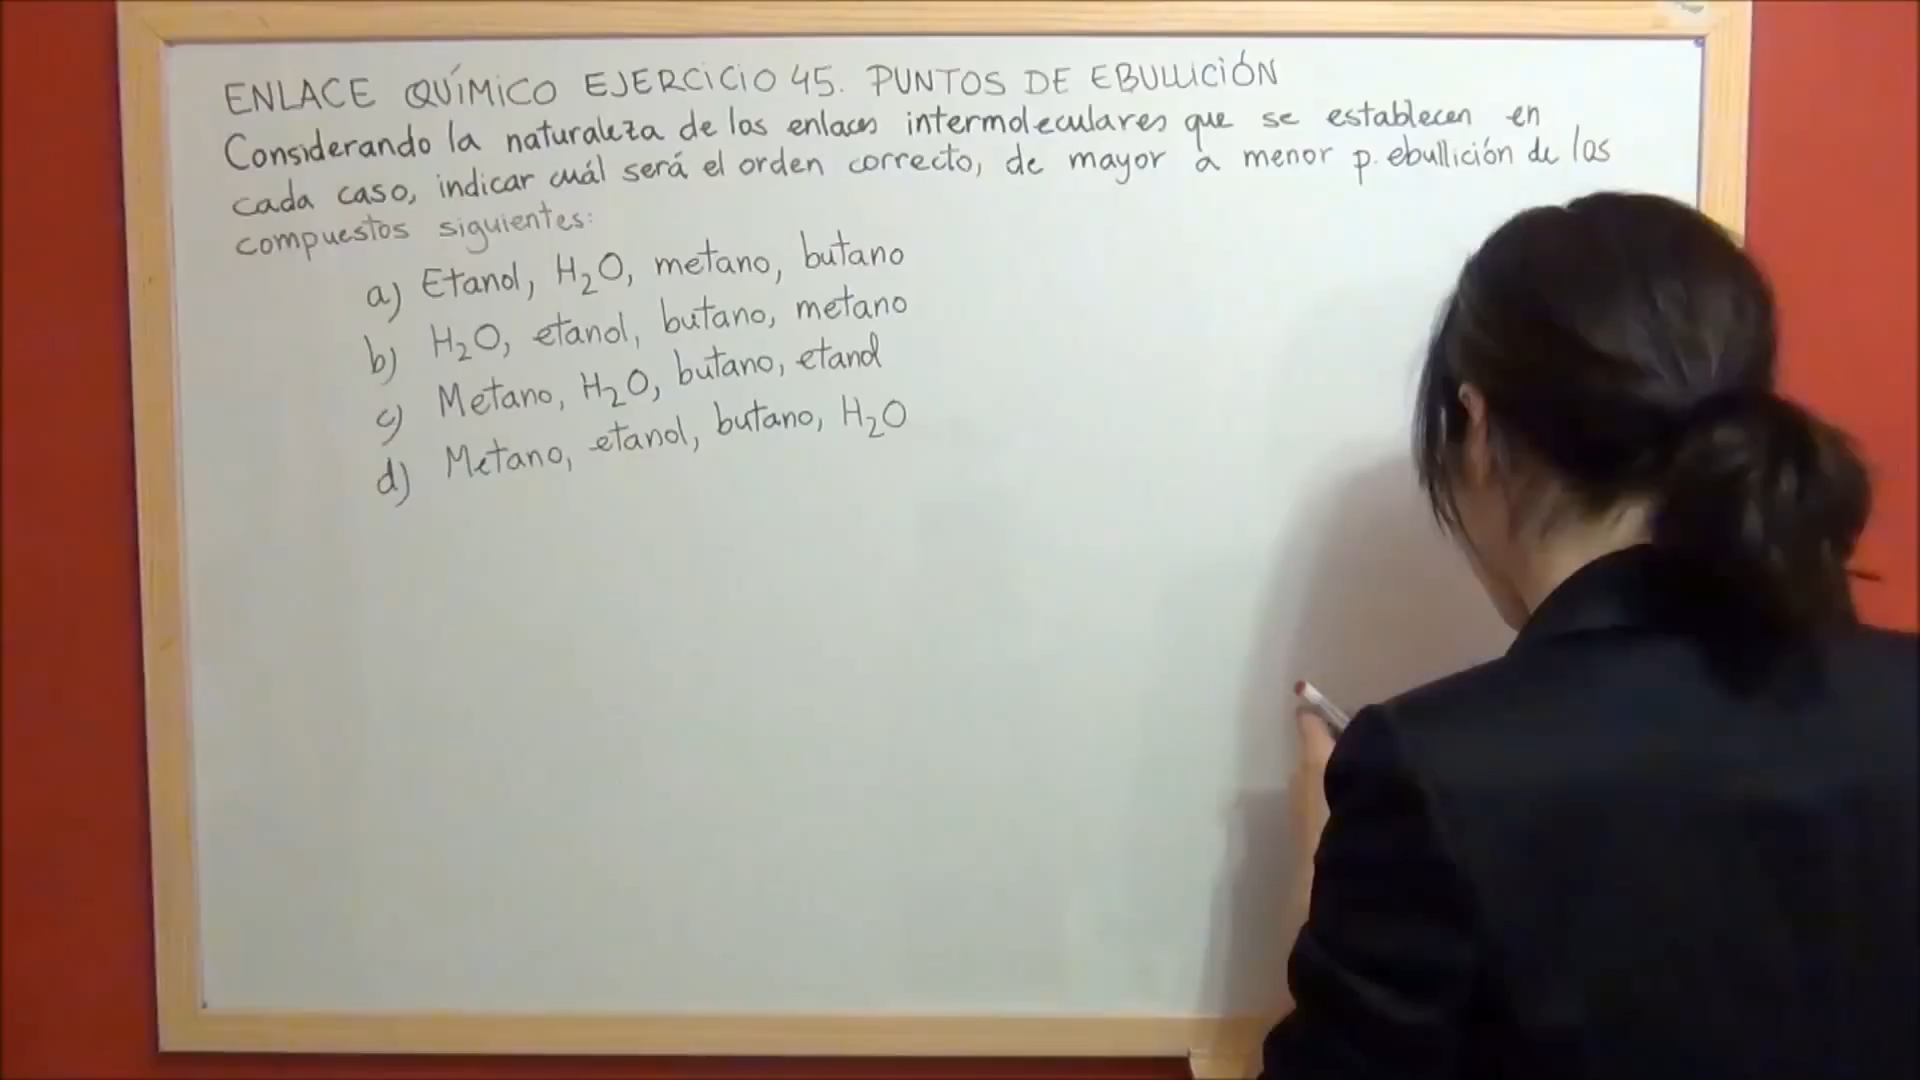 ENLACE QUÍMICO EJERCICIO 45. PUNTOS DE EBULLICIÓN
Considerando la naturaleza de los enlaces intermoleculares que se establecen en
cada caso, indicar cuál será el orden correcto, de mayor a menor p. ebullición de los
compuestos siguientes:
a) Etanol, H₂O, metano, butano
b) H₂O, etanol, butano, metano
c) Metano, H₂O, butano, etanol
d) Metano, etanol, butano, H₂O